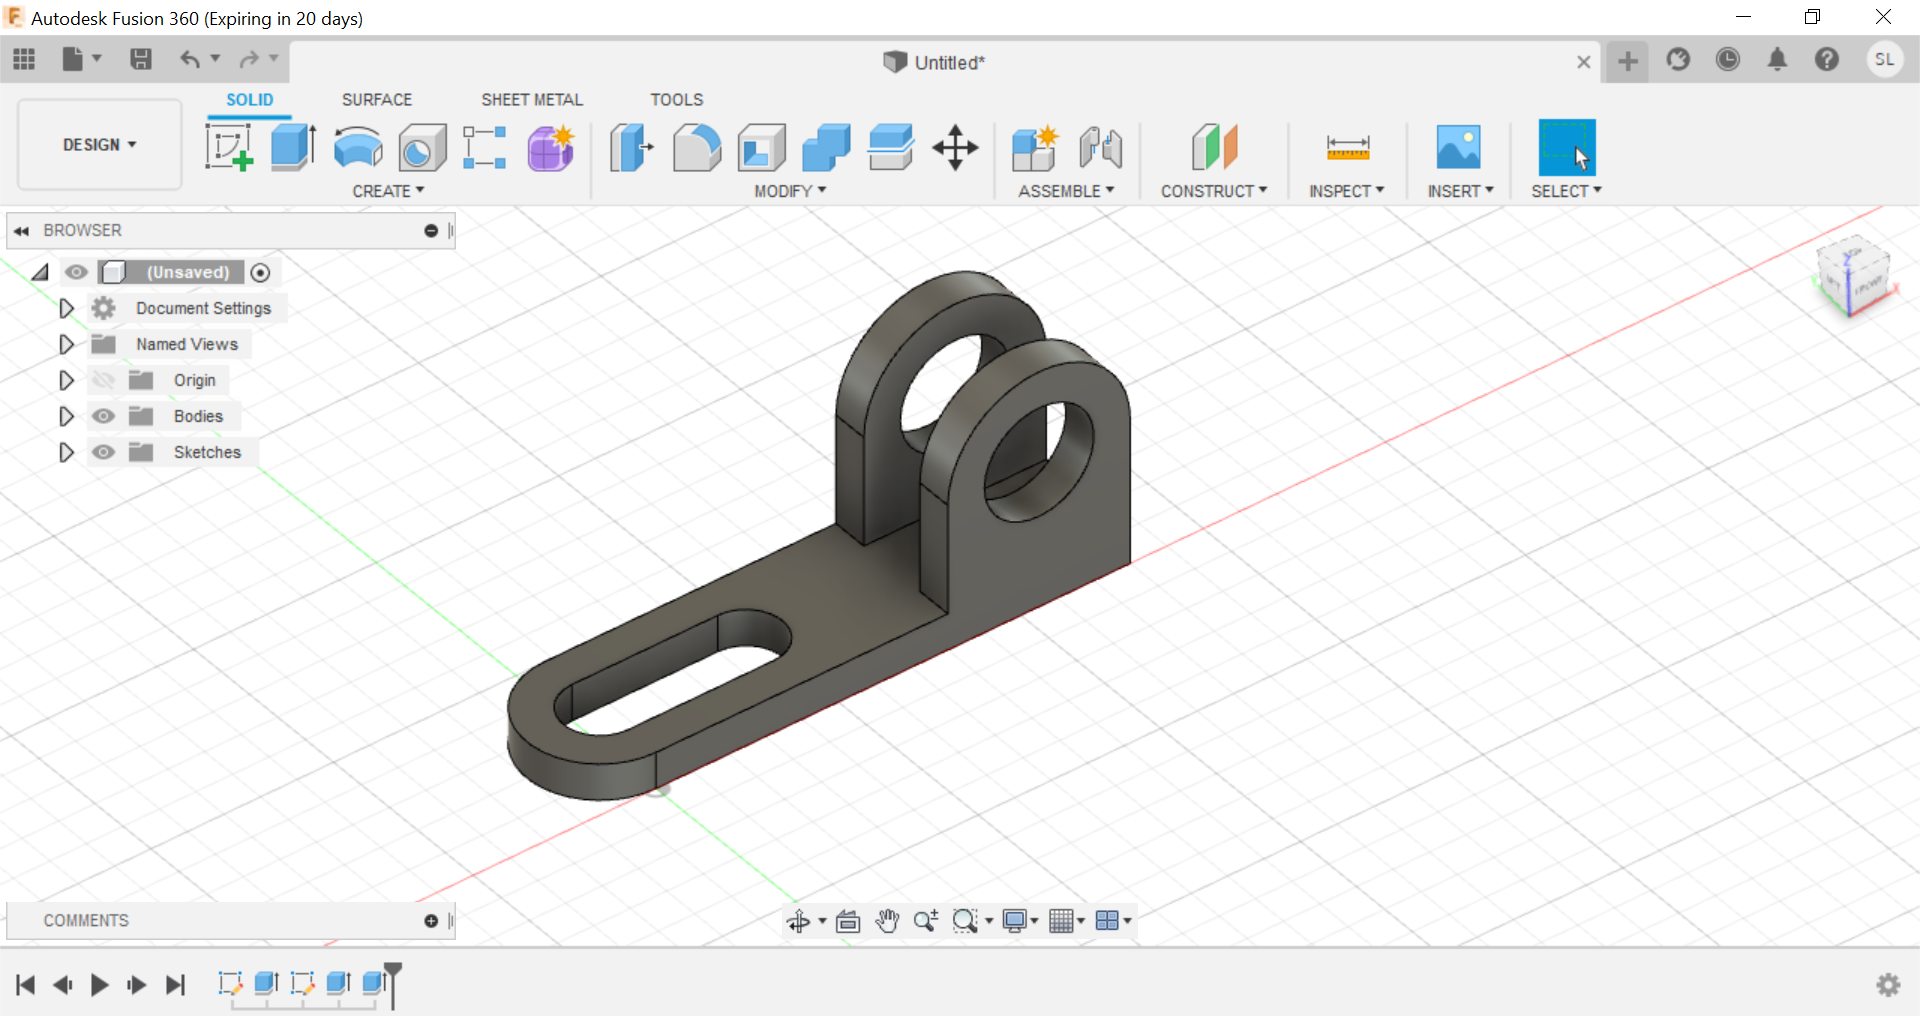 Autodesk Fusion 360 (Expiring in 20 days)
Untitled*
SL
SOLID
SURFACE
SHEET METAL
TOOLS
DESIGN
CREATE
MODIFY
ASSEMBLE
CONSTRUCT
INSPECT
INSERT
SELECT
BROWSER
(Unsaved)
Document Settings
Named Views
Origin
Bodies
Sketches
Z
X
FRONT
COMMENTS